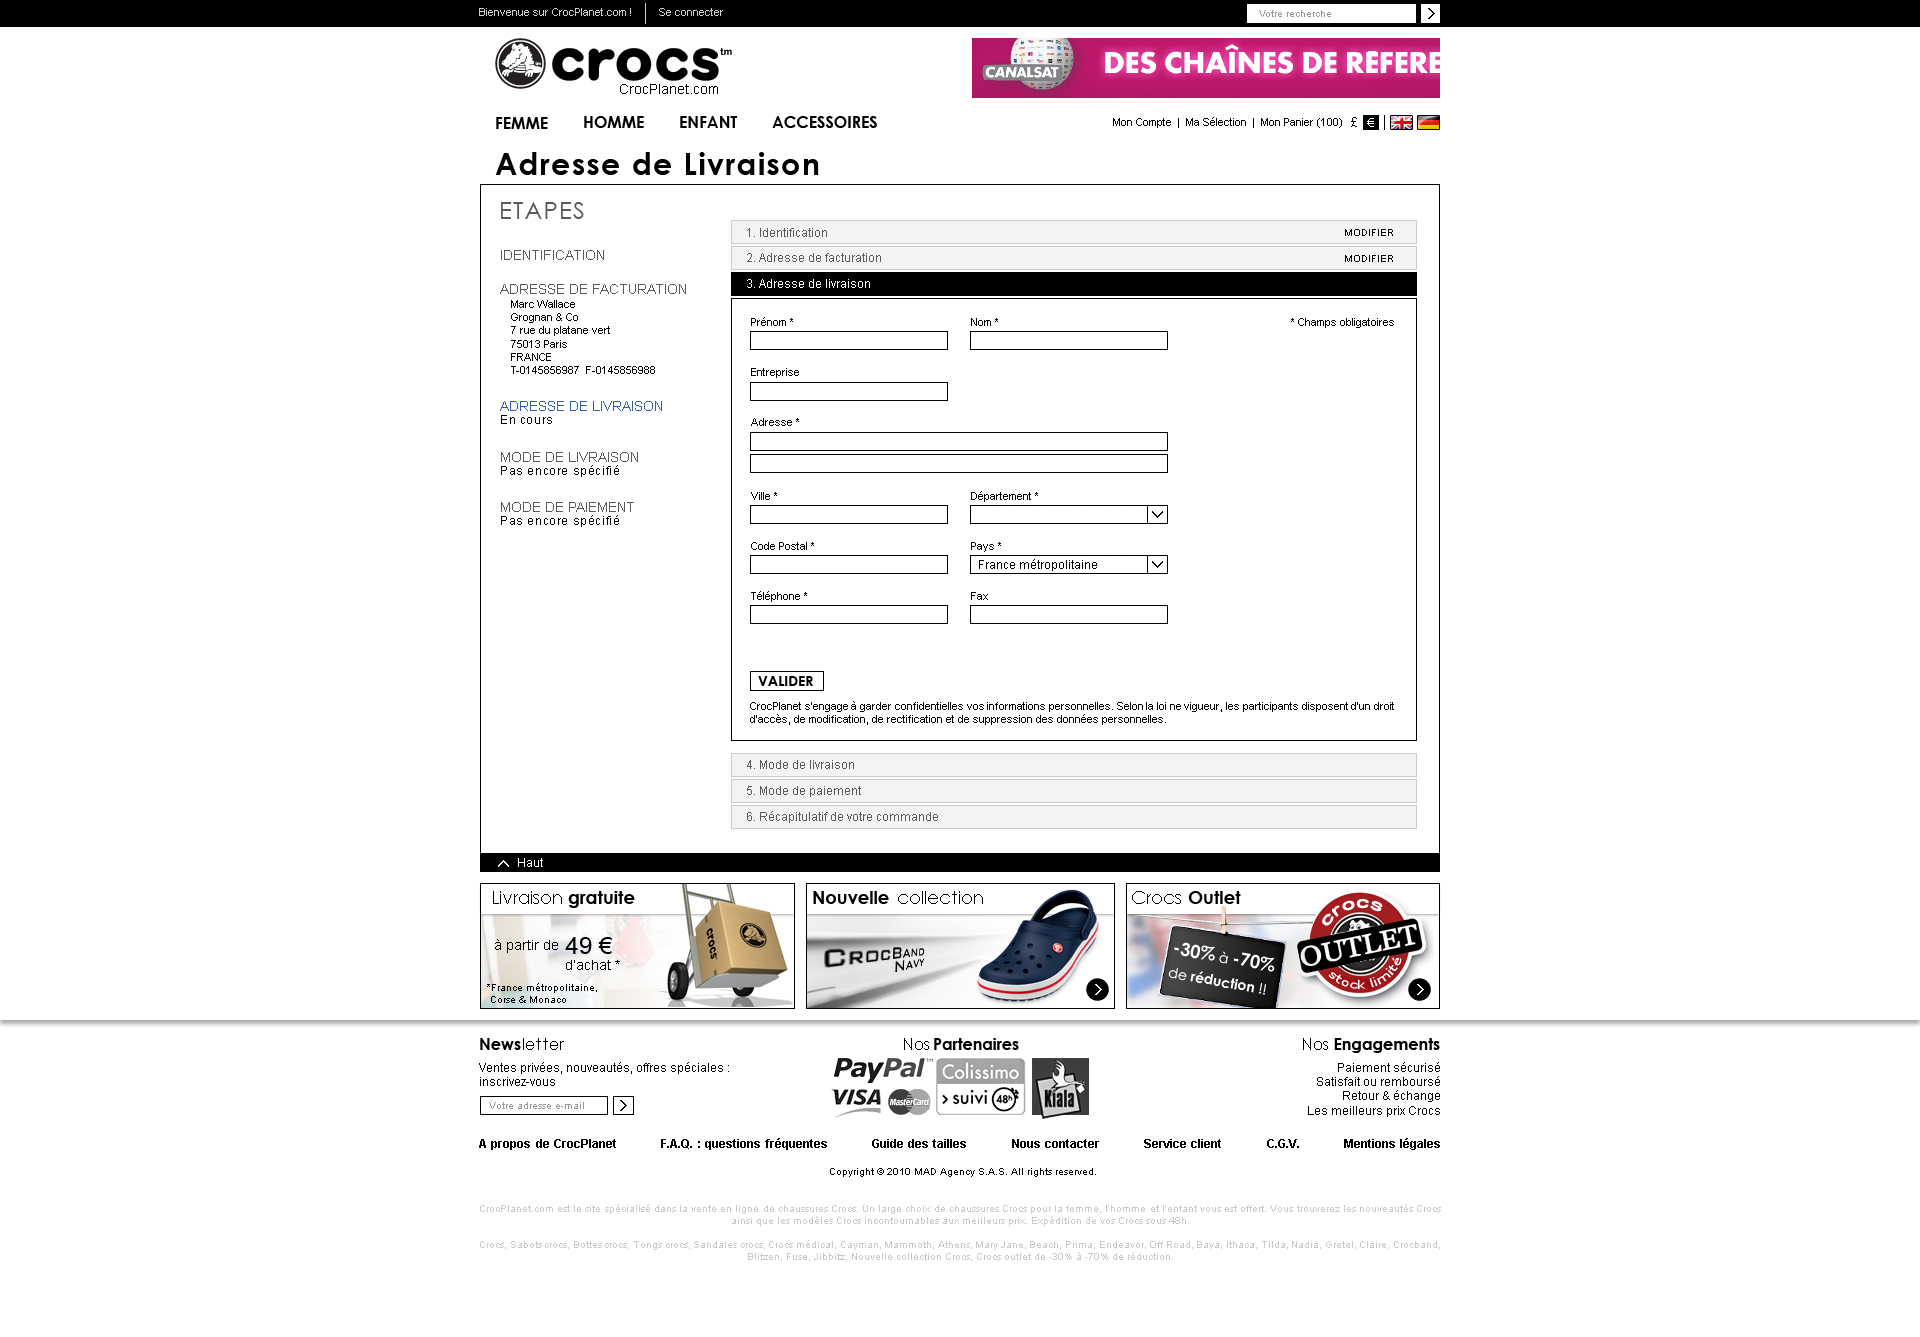 Bienvenue sur CrocPlanet.com !
Se connecter
Votre recherche
crocs™
CrocPlanet.com
CANALSAT
DES CHAÎNES DE RÉFÉRE
FEMME HOMME ENFANT ACCESSOIRES
Mon Compte | Ma Sélection | Mon Panier (100) £ € |
Adresse de Livraison
ETAPES
IDENTIFICATION
ADRESSE DE FACTURATION
Marc Wallace
Grognan & Co
7 rue du platane vert
75013 Paris
FRANCE
T-0145856987 F-0145856988
ADRESSE DE LIVRAISON
En cours
MODE DE LIVRAISON
Pas encore spécifié
MODE DE PAIEMENT
Pas encore spécifié
1. Identification MODIFIER
2. Adresse de facturation MODIFIER
3. Adresse de livraison
Prénom * Nom * * Champs obligatoires
Entreprise
Adresse *
Ville * Département *
Code Postal * Pays *
France métropolitaine
Téléphone * Fax
VALIDER
CrocPlanet s'engage à garder confidentielles vos informations personnelles. Selon la loi ne vigueur, les participants disposent d'un droit
d'accès, de modification, de rectification et de suppression des données personnelles.
4. Mode de livraison
5. Mode de paiement
6. Récapitulatif de votre commande
Haut
Livraison gratuite
à partir de 49 €
d'achat *
*France métropolitaine,
Corse & Monaco
crocs
Nouvelle collection
CROCBAND
NAVY
Crocs Outlet
-30% à -70%
de réduction !!
crocs
OUTLET
stock limité
Newsletter
Ventes privées, nouveautés, offres spéciales :
inscrivez-vous
Votre adresse e-mail
Nos Partenaires
PayPal™
VISA
MasterCard
Colissimo
> suivi 48h
Kiala
Nos Engagements
Paiement sécurisé
Satisfait ou remboursé
Retour & échange
Les meilleurs prix Crocs
A propos de CrocPlanet F.A.Q. : questions fréquentes Guide des tailles Nous contacter Service client C.G.V. Mentions légales
Copyright © 2010 MAD Agency S.A.S. All rights reserved.
CrocPlanet.com est le site spécialisé dans la vente en ligne de chaussures Crocs. Un large choix de chaussures Crocs pour la femme, l'homme et l'enfant vous est offert. Vous trouverez les nouveautés Crocs
ainsi que les modèles Crocs incontournables aux meilleurs prix. Expédition de vos Crocs sous 48h.
Crocs, Sabots crocs, Bottes crocs, Tongs crocs, Sandales crocs, Crocs médical, Cayman, Mammoth, Athens, Mary Jane, Beach, Prima, Endeavor, Off Road, Baya, Ithaca, Tilda, Nadia, Gretel, Claire, Crocband,
Blitzen, Fuse, Jibbitz, Nouvelle collection Crocs, Crocs outlet de -30% à -70% de réduction.